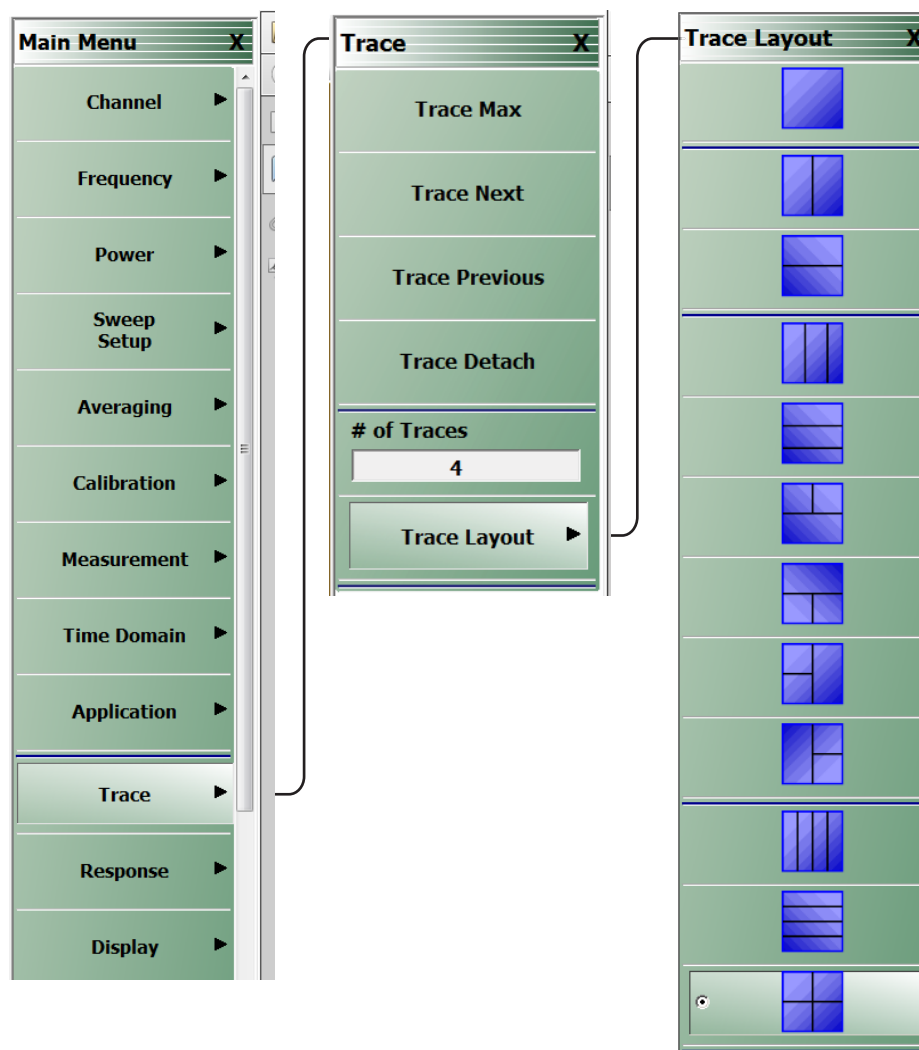 Main Menu X
Channel
Frequency
Power
Sweep
Setup
Averaging
Calibration
Measurement
Time Domain
Application
Trace
Response
Display
Trace X
Trace Max
Trace Next
Trace Previous
Trace Detach
# of Traces
4
Trace Layout
Trace Layout X